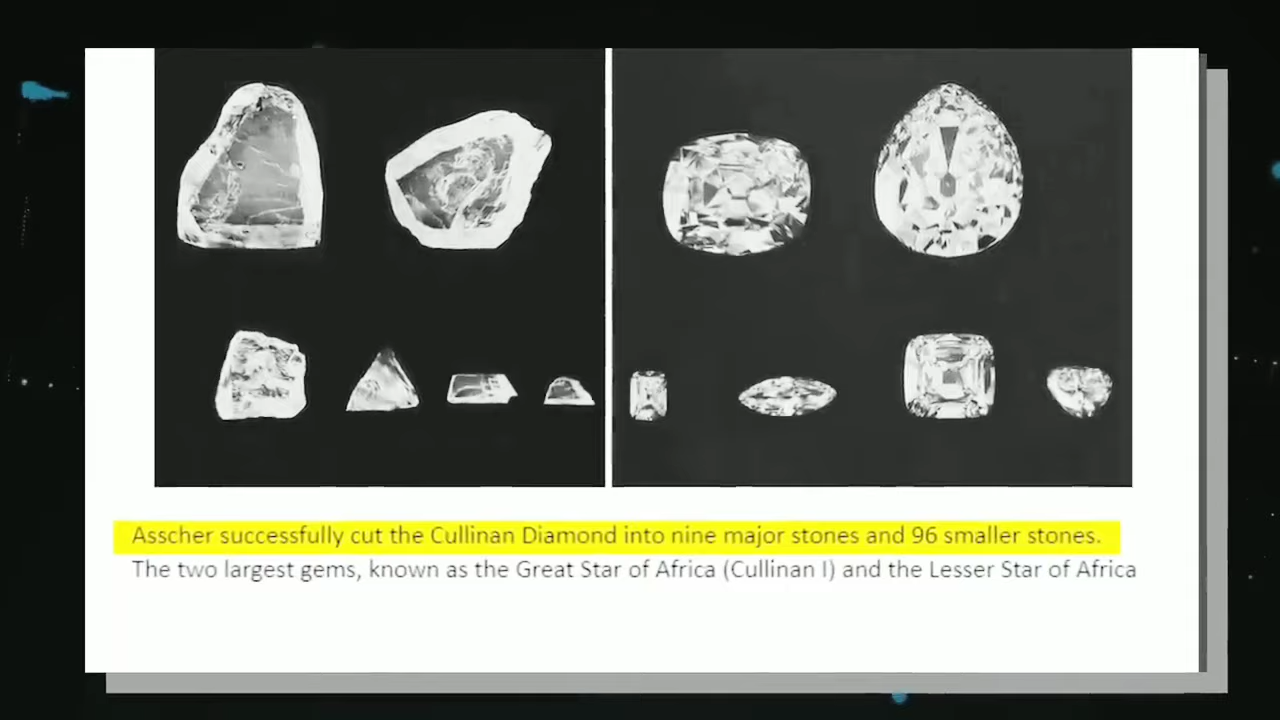 Asscher successfully cut the Cullinan Diamond into nine major stones and 96 smaller stones.
The two largest gems, known as the Great Star of Africa (Cullinan I) and the Lesser Star of Africa